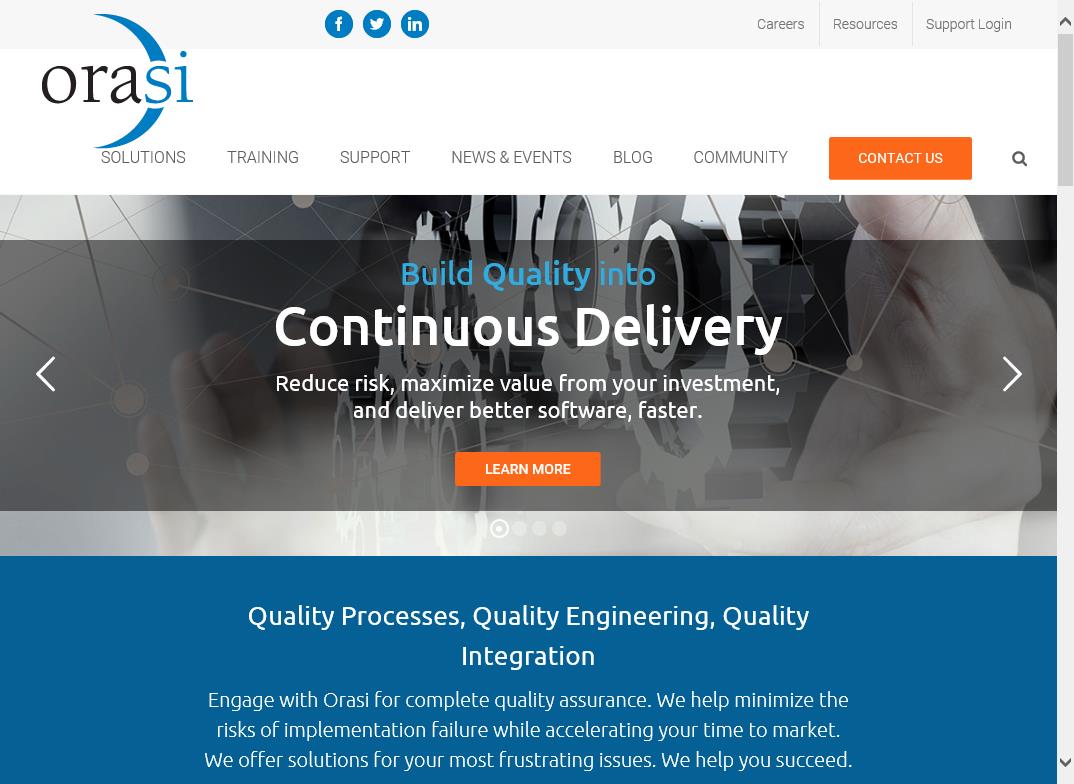 Careers
Resources
Support Login
orasi
SOLUTIONS
TRAINING
SUPPORT
NEWS & EVENTS
BLOG
COMMUNITY
CONTACT US
Build Quality into
Continuous Delivery
Reduce risk, maximize value from your investment,
and deliver better software, faster.
LEARN MORE
Quality Processes, Quality Engineering, Quality
Integration
Engage with Orasi for complete quality assurance. We help minimize the
risks of implementation failure while accelerating your time to market.
We offer solutions for your most frustrating issues. We help you succeed.